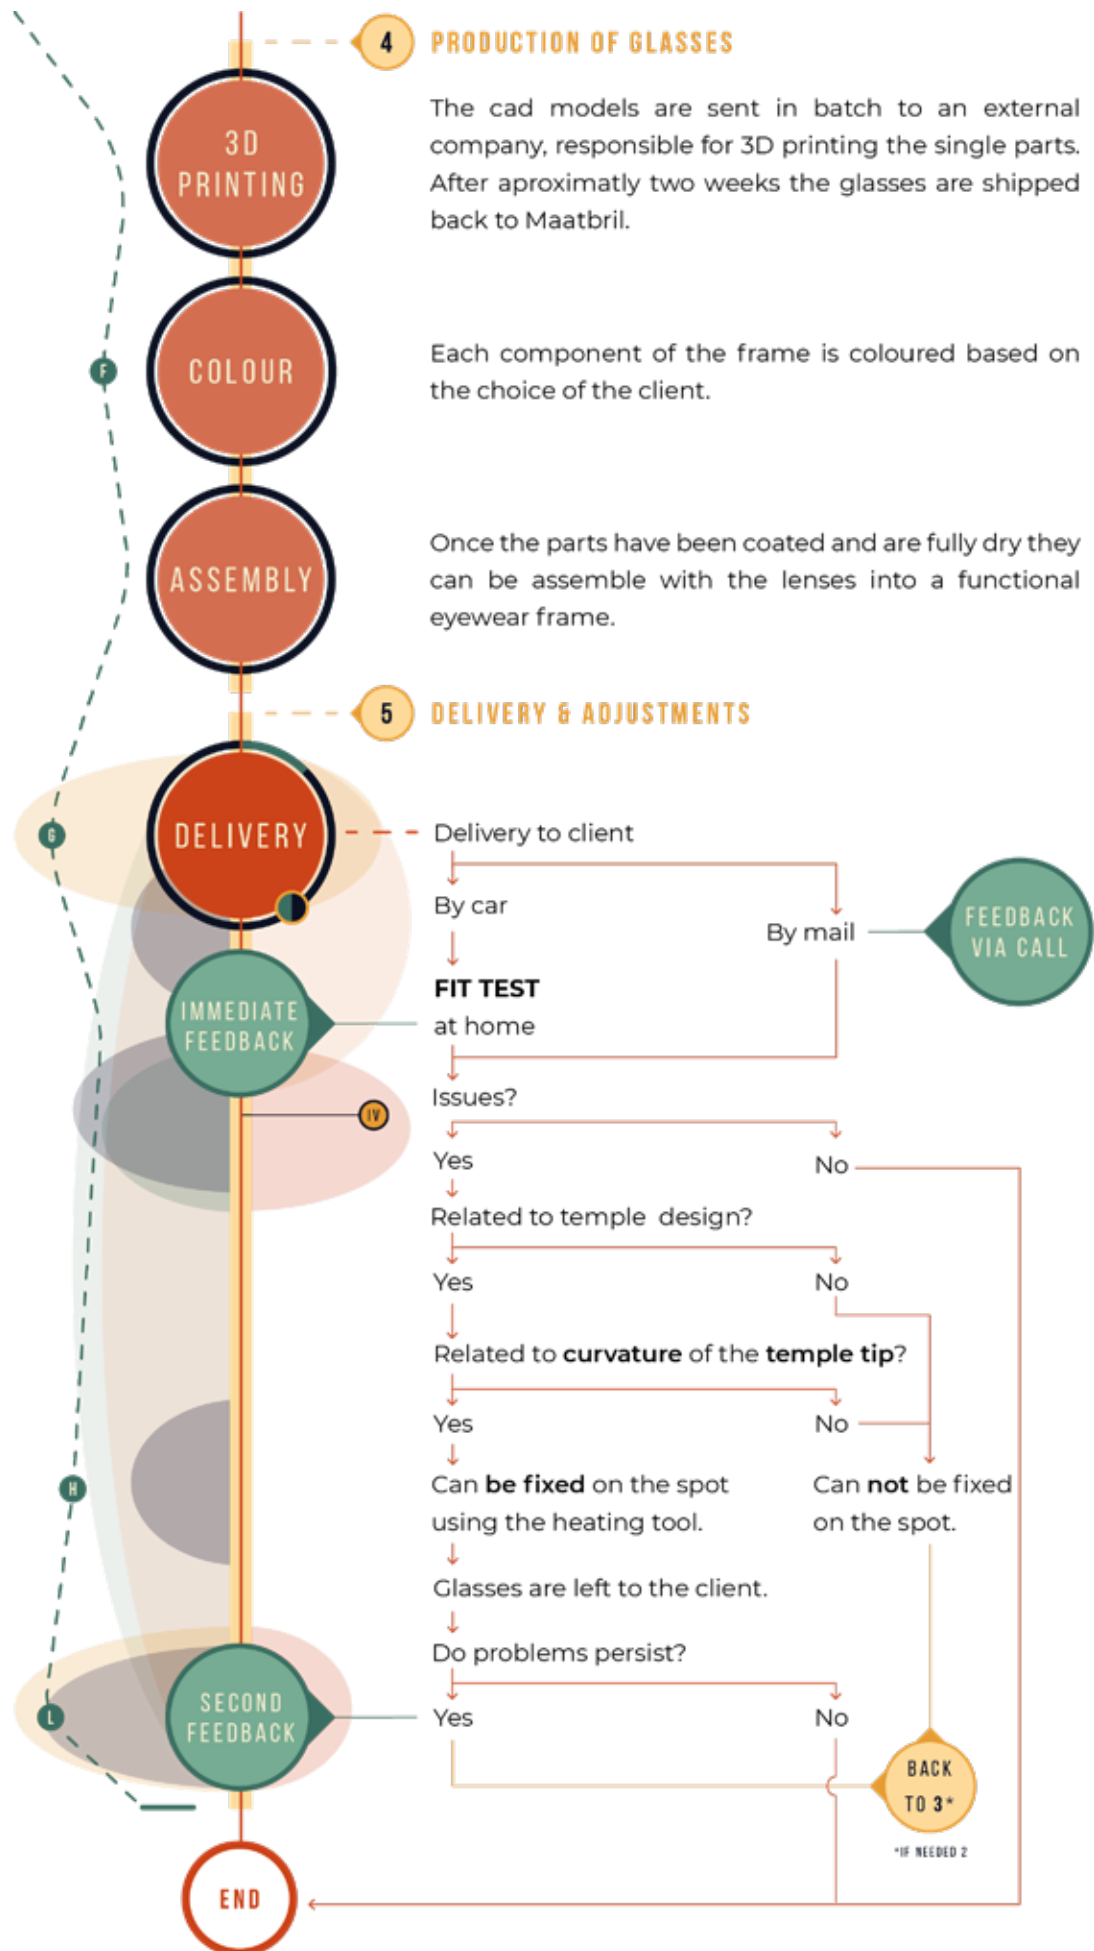 4 PRODUCTION OF GLASSES
3D
PRINTING
The cad models are sent in batch to an external
company, responsible for 3D printing the single parts.
After aproximatly two weeks the glasses are shipped
back to Maatbril.
F
COLOUR
Each component of the frame is coloured based on
the choice of the client.
ASSEMBLY
Once the parts have been coated and are fully dry they
can be assemble with the lenses into a functional
eyewear frame.
5 DELIVERY & ADJUSTMENTS
G
DELIVERY
Delivery to client
By car
By mail
FEEDBACK
VIA CALL
FIT TEST
at home
IMMEDIATE
FEEDBACK
Issues?
IV
Yes
No
Related to temple design?
Yes
No
Related to curvature of the temple tip?
Yes
No
H
Can be fixed on the spot
using the heating tool.
Can not be fixed
on the spot.
Glasses are left to the client.
Do problems persist?
L
SECOND
FEEDBACK
Yes
No
BACK
TO 3*
*IF NEEDED 2
END